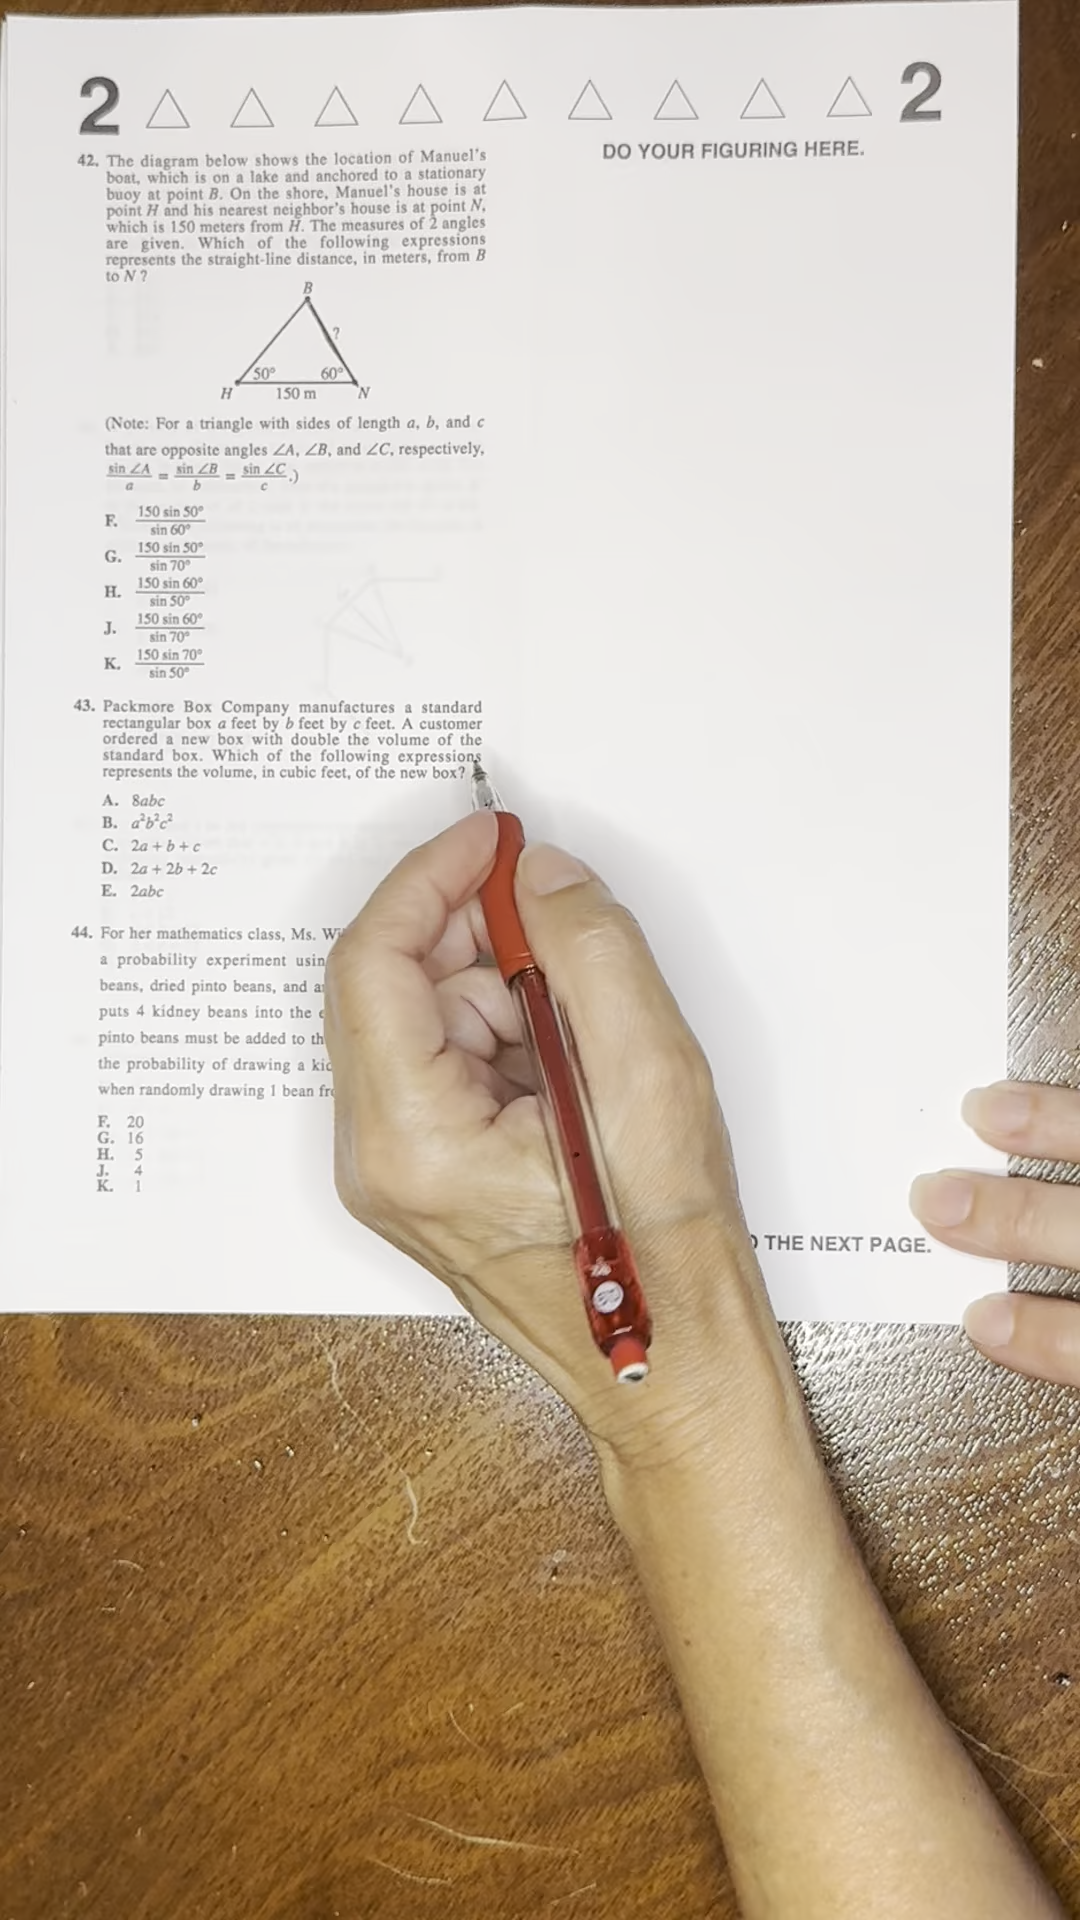 2 2
DO YOUR FIGURING HERE.
42. The diagram below shows the location of Manuel's
boat, which is on a lake and anchored to a stationary
buoy at point B. On the shore, Manuel's house is at
point H and his nearest neighbor's house is at point N,
which is 150 meters from H. The measures of 2 angles
are given. Which of the following expressions
represents the straight-line distance, in meters, from B
to N ?
B
?
50° 60°
H 150 m N
(Note: For a triangle with sides of length a, b, and c
that are opposite angles ∠A, ∠B, and ∠C, respectively,
sin ∠A / a = sin ∠B / b = sin ∠C / c .)
F. 150 sin 50° / sin 60°
G. 150 sin 50° / sin 70°
H. 150 sin 60° / sin 50°
J. 150 sin 60° / sin 70°
K. 150 sin 70° / sin 50°
43. Packmore Box Company manufactures a standard
rectangular box a feet by b feet by c feet. A customer
ordered a new box with double the volume of the
standard box. Which of the following expressions
represents the volume, in cubic feet, of the new box?
A. 8abc
B. a²b²c²
C. 2a + b + c
D. 2a + 2b + 2c
E. 2abc
44. For her mathematics class, Ms.
a probability experiment
beans, dried pinto beans, and
puts 4 kidney beans into the
pinto beans must be added to
the probability of drawing a
when randomly drawing 1 bean
F. 20
G. 16
H. 5
J. 4
K. 1
THE NEXT PAGE.